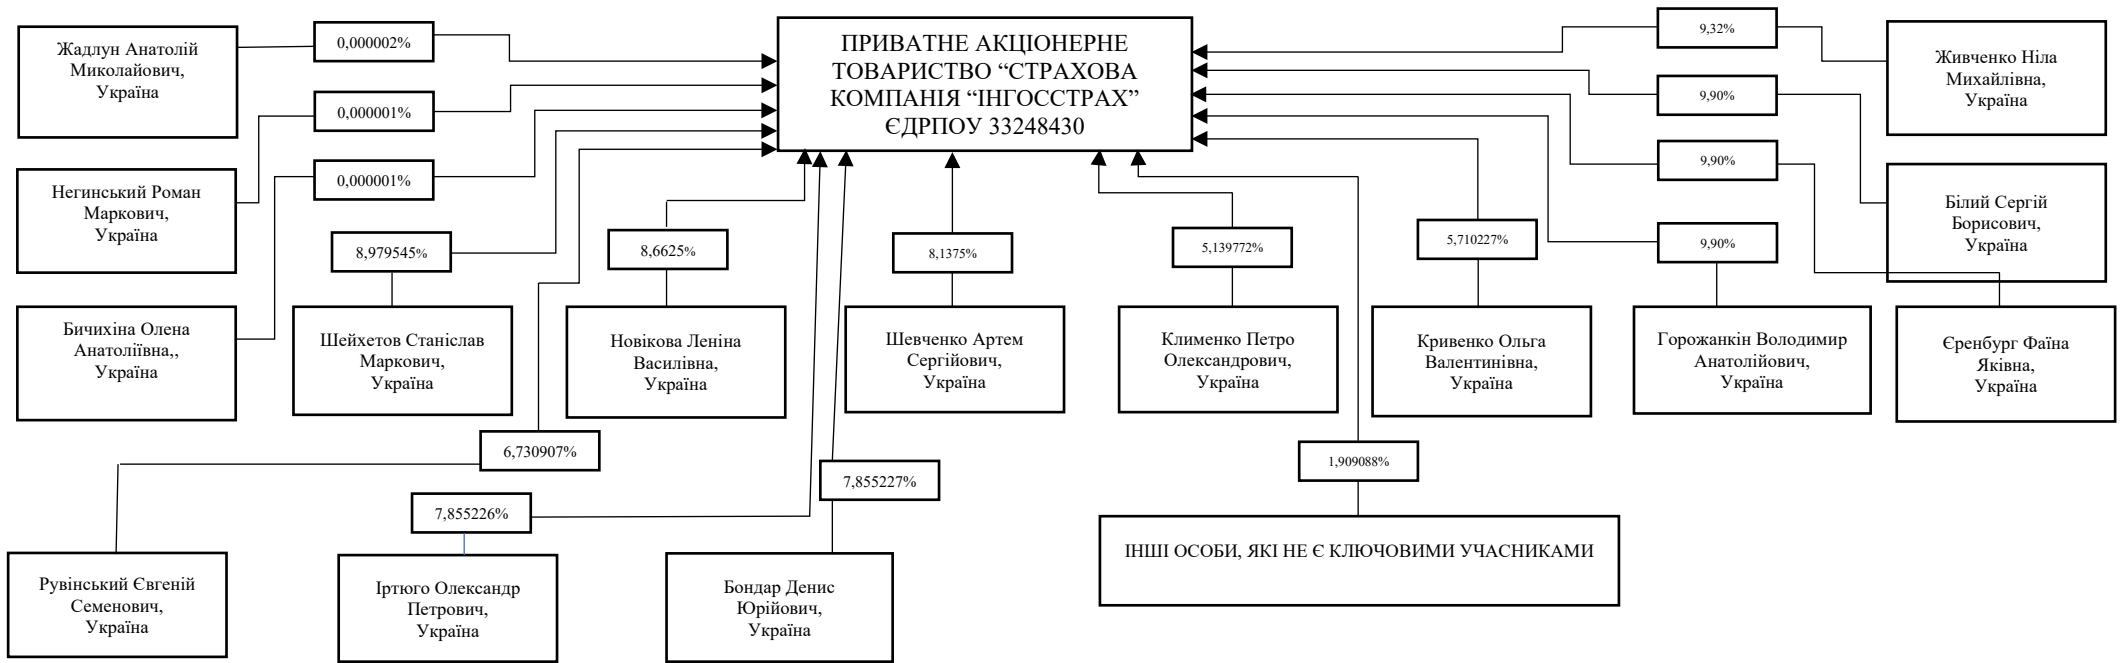 Жадлун Анатолій
Миколайович,
Україна
0,000002%
ПРИВАТНЕ АКЦІОНЕРНЕ
ТОВАРИСТВО “СТРАХОВА
КОМПАНІЯ “ІНГОССТРАХ”
ЄДРПОУ 33248430
9,32%
Живченко Ніла
Михайлівна,
Україна
Негинський Роман
Маркович,
Україна
0,000001%
9,90%
Білий Сергій
Борисович,
Україна
Бичихіна Олена
Анатоліївна,,
Україна
0,000001%
9,90%
Єренбург Фаїна
Яківна,
Україна
8,979545%
Шейхетов Станіслав
Маркович,
Україна
8,6625%
Новікова Леніна
Василівна,
Україна
8,1375%
Шевченко Артем
Сергійович,
Україна
5,139772%
Клименко Петро
Олександрович,
Україна
5,710227%
Кривенко Ольга
Валентинівна,
Україна
9,90%
Горожанкін Володимир
Анатолійович,
Україна
6,730907%
Рувінський Євгеній
Семенович,
Україна
7,855226%
Іртюго Олександр
Петрович,
Україна
7,855227%
Бондар Денис
Юрійович,
Україна
1,909088%
ІНШІ ОСОБИ, ЯКІ НЕ Є КЛЮЧОВИМИ УЧАСНИКАМИ